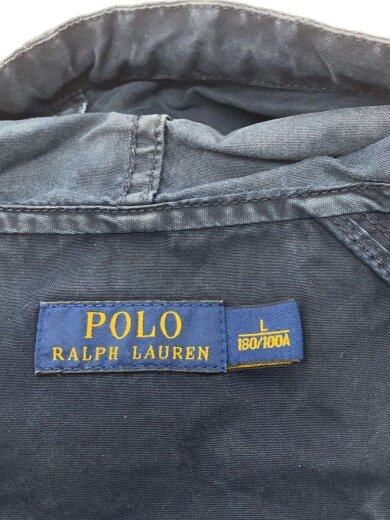 POLO
RALPH LAUREN
L
180/100A